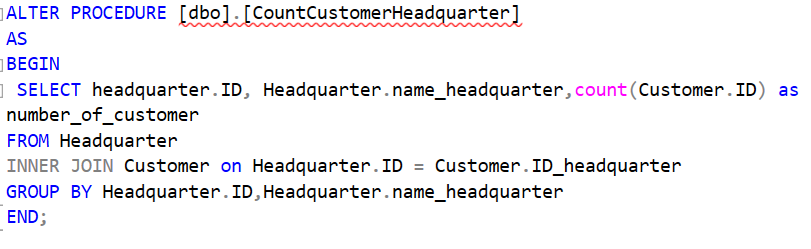 ALTER PROCEDURE [dbo].[CountCustomerHeadquarter]
AS
BEGIN
SELECT headquarter.ID, Headquarter.name_headquarter,count(Customer.ID) as
number_of_customer
FROM Headquarter
INNER JOIN Customer on Headquarter.ID = Customer.ID_headquarter
GROUP BY Headquarter.ID,Headquarter.name_headquarter
END;